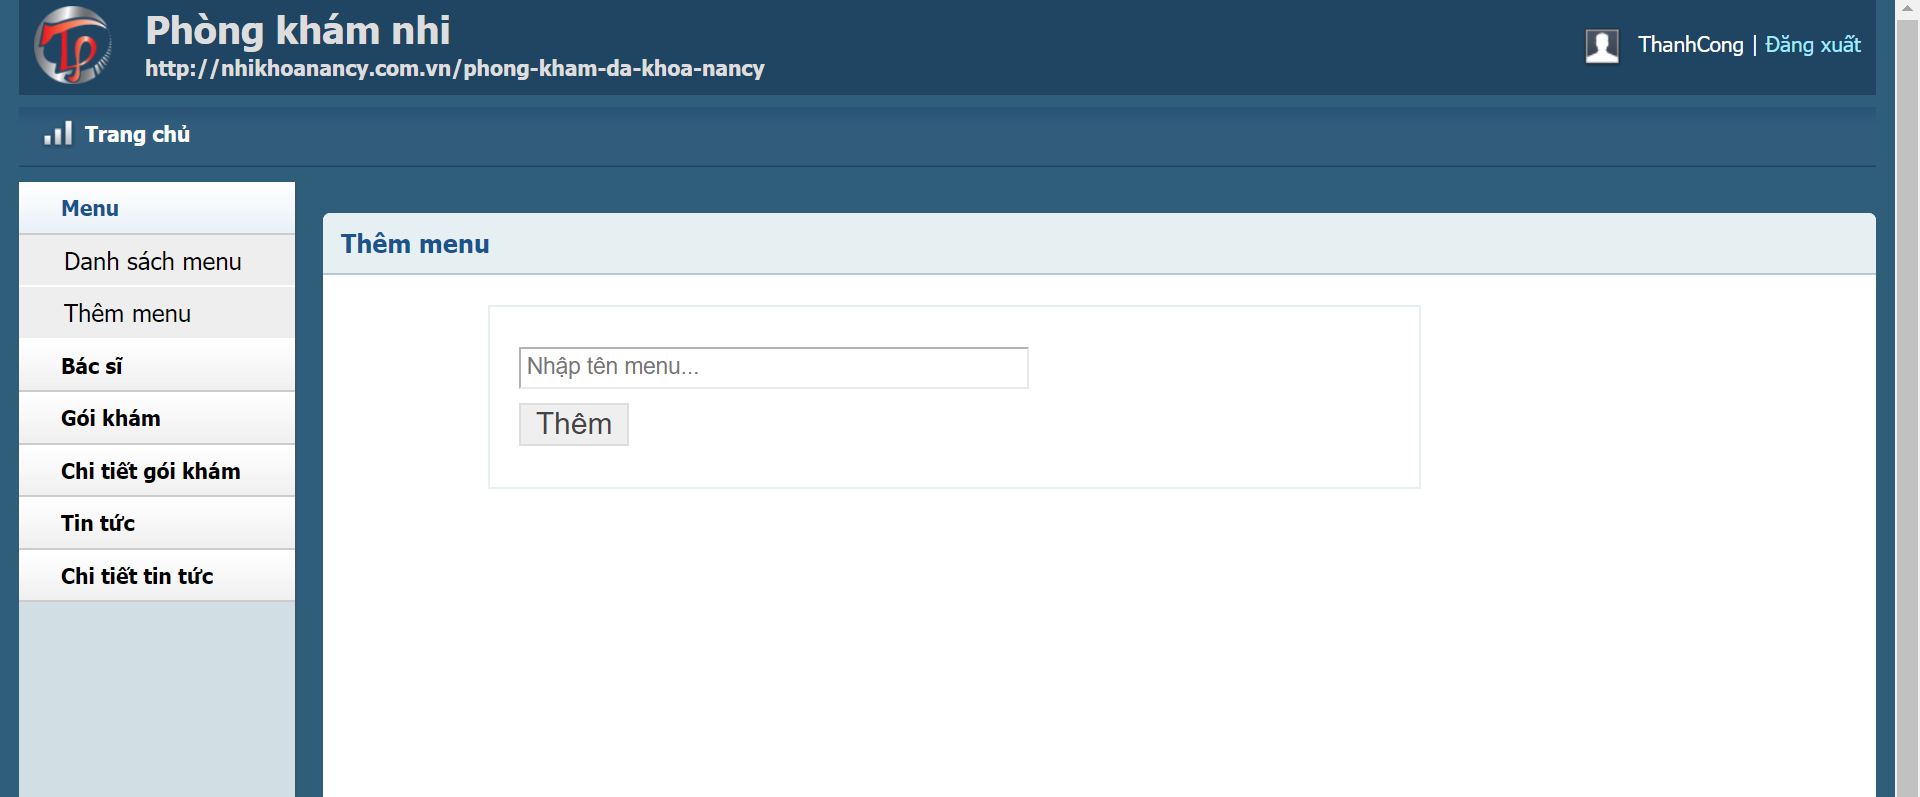 Phòng khám nhi
http://nhikhoanancy.com.vn/phong-kham-da-khoa-nancy
ThanhCong | Đăng xuất
Trang chủ
Menu
Danh sách menu
Thêm menu
Bác sĩ
Gói khám
Chi tiết gói khám
Tin tức
Chi tiết tin tức
Thêm menu
Nhập tên menu...
Thêm